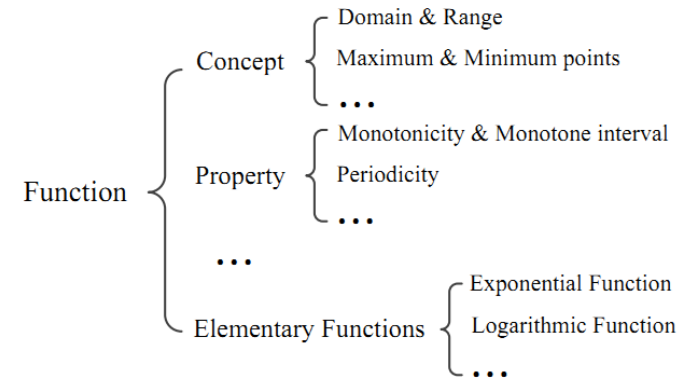 Function
Concept
Domain & Range
Maximum & Minimum points
...
Property
Monotonicity & Monotone interval
Periodicity
...
...
Elementary Functions
Exponential Function
Logarithmic Function
...